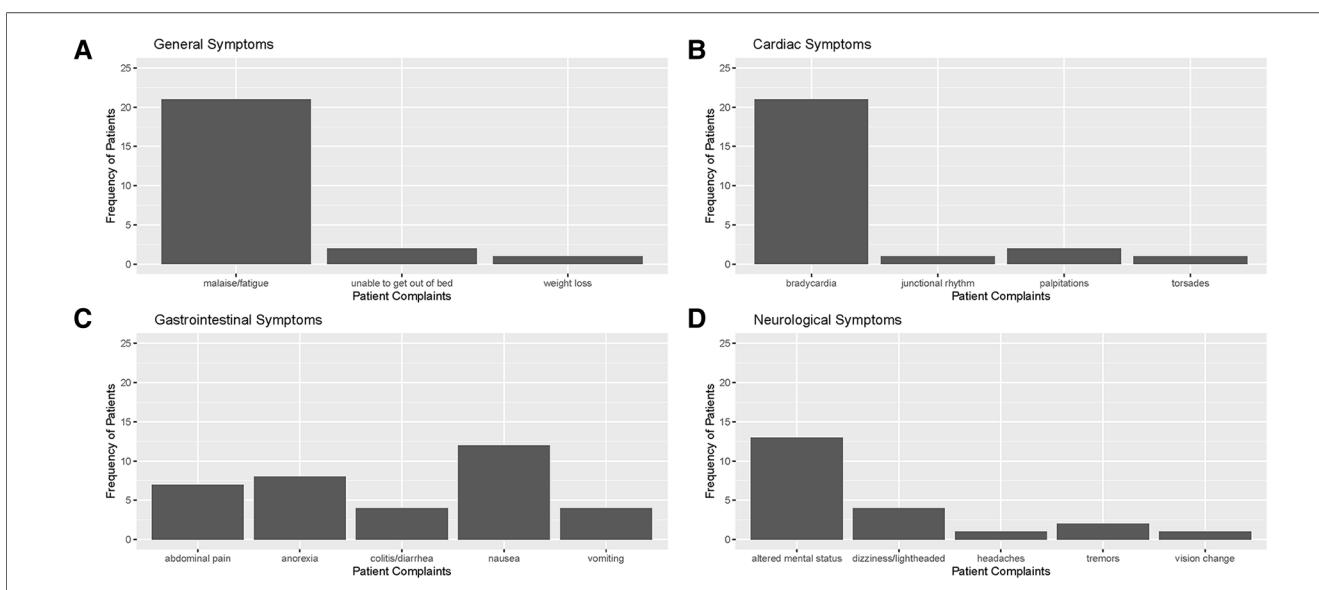 A General Symptoms
25
20
15
10
5
0
Frequency of Patients
malaise/fatigue unable to get out of bed weight loss
Patient Complaints
B Cardiac Symptoms
25
20
15
10
5
0
Frequency of Patients
bradycardia junctional rhythm palpitations torsades
Patient Complaints
C Gastrointestinal Symptoms
25
20
15
10
5
0
Frequency of Patients
abdominal pain anorexia colitis/diarrhea nausea vomiting
Patient Complaints
D Neurological Symptoms
25
20
15
10
5
0
Frequency of Patients
altered mental status dizziness/lightheaded headaches tremors vision change
Patient Complaints